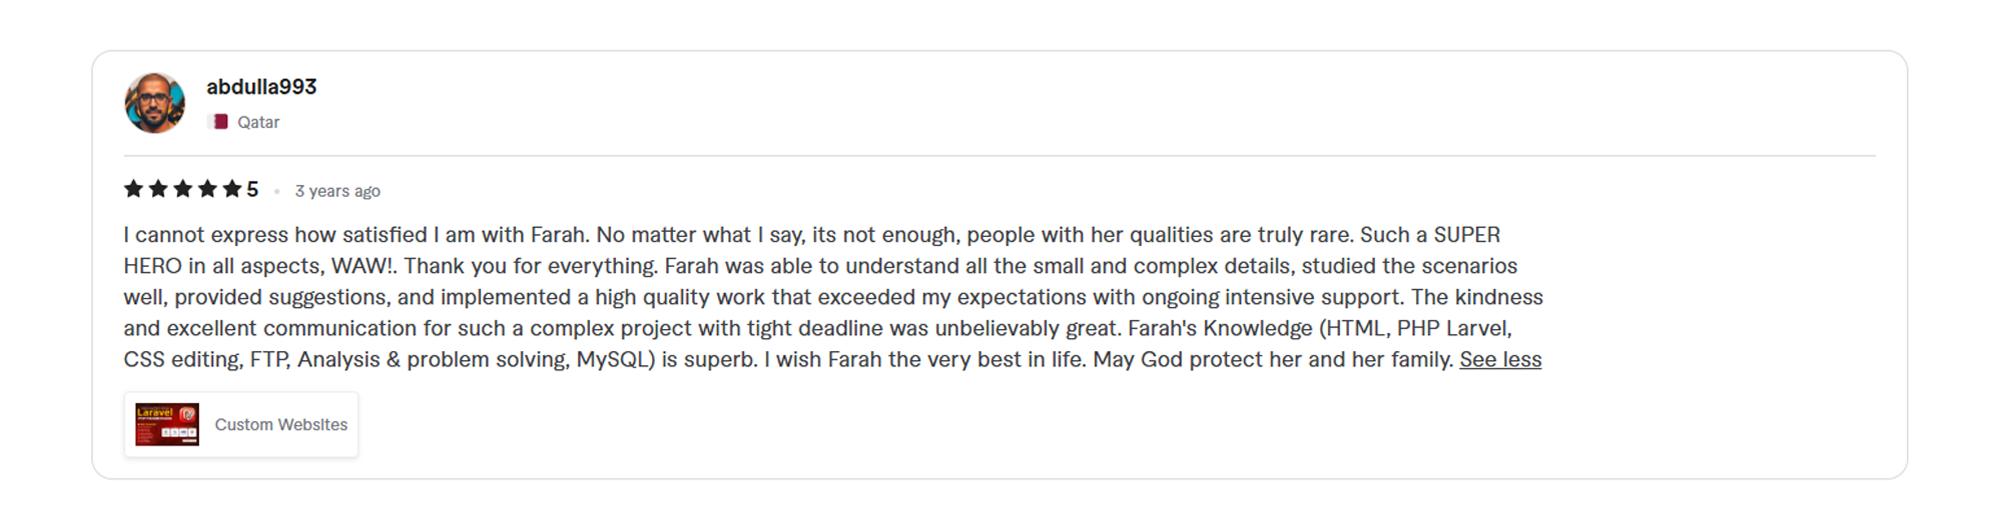 abdulla993
Qatar
5 • 3 years ago
I cannot express how satisfied I am with Farah. No matter what I say, its not enough, people with her qualities are truly rare. Such a SUPER
HERO in all aspects, WAW!. Thank you for everything. Farah was able to understand all the small and complex details, studied the scenarios
well, provided suggestions, and implemented a high quality work that exceeded my expectations with ongoing intensive support. The kindness
and excellent communication for such a complex project with tight deadline was unbelievably great. Farah's Knowledge (HTML, PHP Larvel,
CSS editing, FTP, Analysis & problem solving, MySQL) is superb. I wish Farah the very best in life. May God protect her and her family. See less
Laravel
Custom Websites